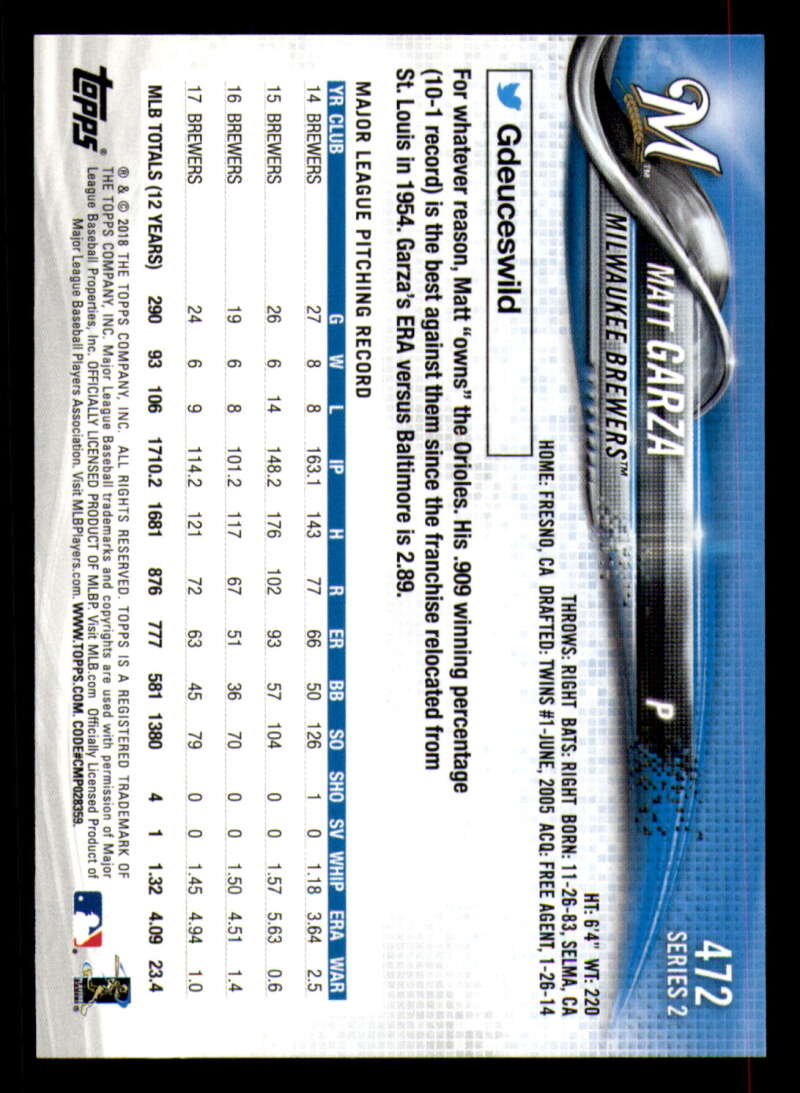 472
SERIES 2
M™
MATT GARZA P
MILWAUKEE BREWERS™
HT: 6'4" WT: 220
THROWS: RIGHT BATS: RIGHT BORN: 11-26-83, SELMA, CA
HOME: FRESNO, CA DRAFTED: TWINS #1-JUNE, 2005 ACQ: FREE AGENT, 1-26-14
Gdeuceswild
For whatever reason, Matt “owns” the Orioles. His .909 winning percentage
(10-1 record) is the best against them since the franchise relocated from
St. Louis in 1954. Garza’s ERA versus Baltimore is 2.89.
MAJOR LEAGUE PITCHING RECORD
YR CLUB G W L IP H R ER BB SO SHO SV WHIP ERA WAR
14 BREWERS 27 8 8 163.1 143 77 66 50 126 1 0 1.18 3.64 2.5
15 BREWERS 26 6 14 148.2 176 102 93 57 104 0 0 1.57 5.63 0.6
16 BREWERS 19 6 8 101.2 117 67 51 36 70 0 0 1.50 4.51 1.4
17 BREWERS 24 6 9 114.2 121 72 63 45 79 0 0 1.45 4.94 1.0
MLB TOTALS (12 YEARS) 290 93 106 1710.2 1681 876 777 581 1380 4 1 1.32 4.09 23.4
topps®
® & © 2018 THE TOPPS COMPANY, INC. ALL RIGHTS RESERVED. TOPPS IS A REGISTERED TRADEMARK OF
THE TOPPS COMPANY, INC. Major League Baseball trademarks and copyrights are used with permission of Major
League Baseball Properties, Inc. OFFICIALLY LICENSED PRODUCT OF MLBP. Visit MLB.com Officially Licensed Product of
Major League Baseball Players Association. Visit MLBPlayers.com. WWW.TOPPS.COM. CODE#CMP028359.